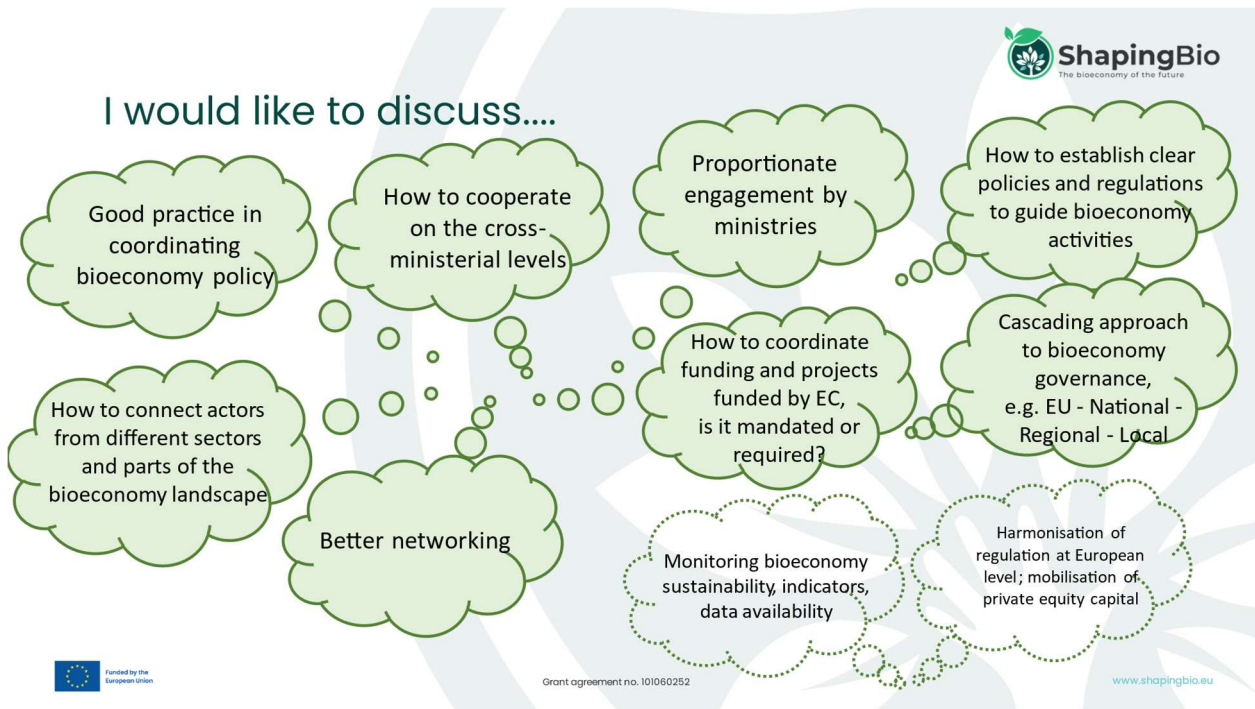 ShapingBio
The bioeconomy of the future
I would like to discuss....
Good practice in
coordinating
bioeconomy policy
How to cooperate
on the cross-
ministerial levels
Proportionate
engagement by
ministries
How to establish clear
policies and regulations
to guide bioeconomy
activities
How to connect actors
from different sectors
and parts of the
bioeconomy landscape
Better networking
How to coordinate
funding and projects
funded by EC,
is it mandated or
required?
Cascading approach
to bioeconomy
governance,
e.g. EU - National -
Regional - Local
Monitoring bioeconomy
sustainability, indicators,
data availability
Harmonisation of
regulation at European
level; mobilisation of
private equity capital
Funded by the
European Union
Grant agreement no. 101060252
www.shapingbio.eu